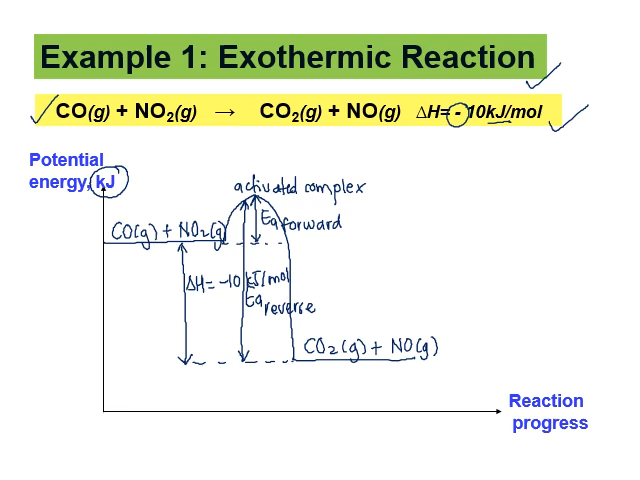 Example 1: Exothermic Reaction
CO(g) + NO₂(g) → CO₂(g) + NO(g) ΔH= - 10kJ/mol
Potential
energy, kJ
activated complex
Ea forward
CO(g) + NO₂(g)
ΔH = -10 kJ/mol
Ea reverse
CO₂(g) + NO(g)
Reaction
progress